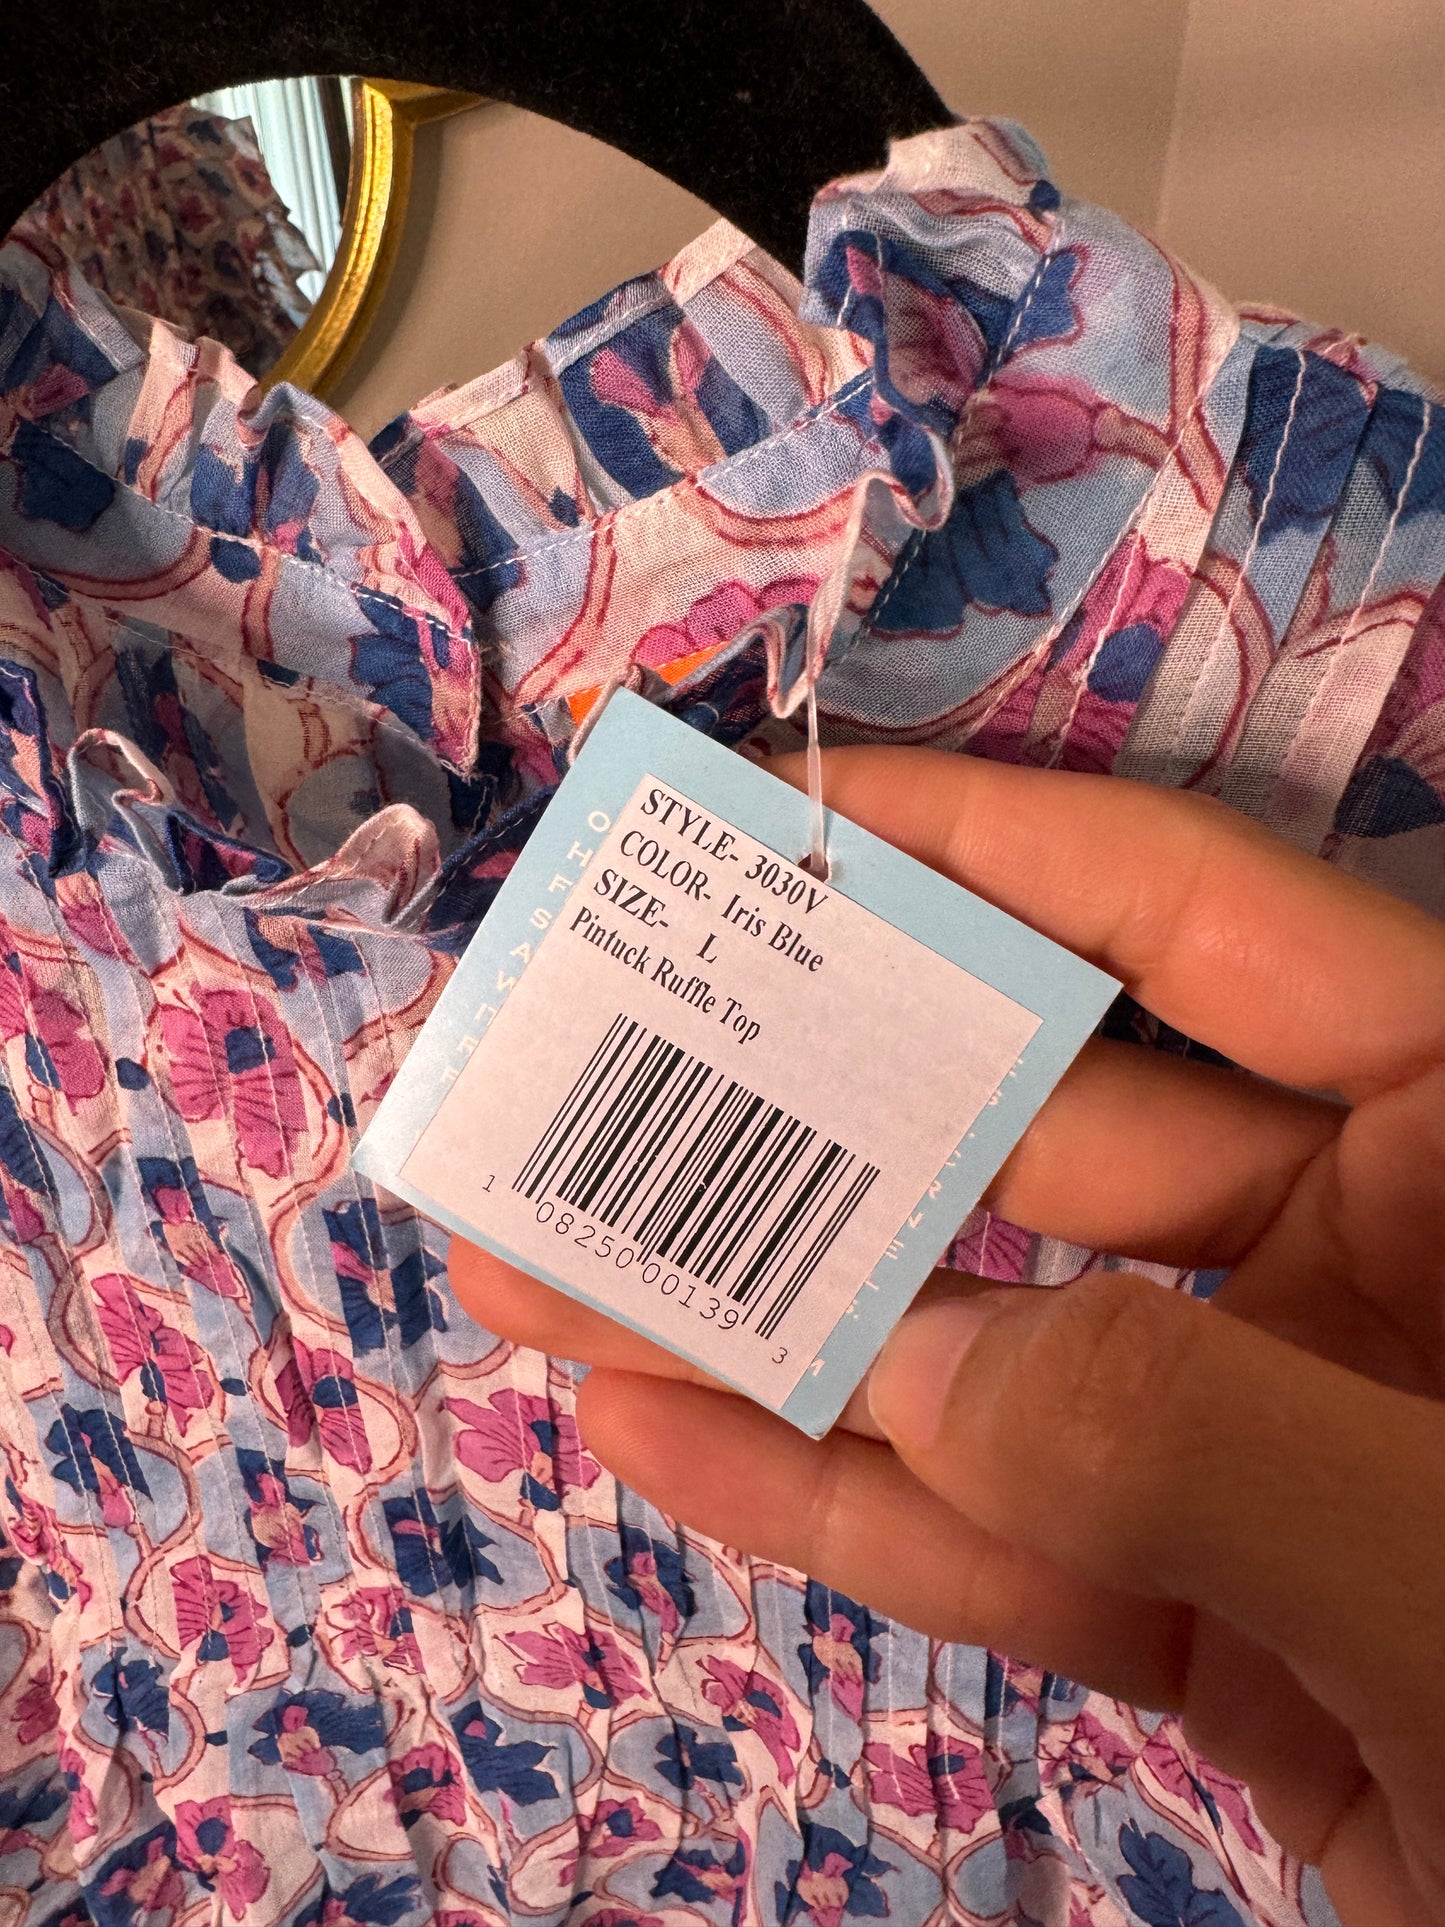 STYLE- 3030V
COLOR- Iris Blue
SIZE- L
Pintuck Ruffle Top
1 08250 00139 3